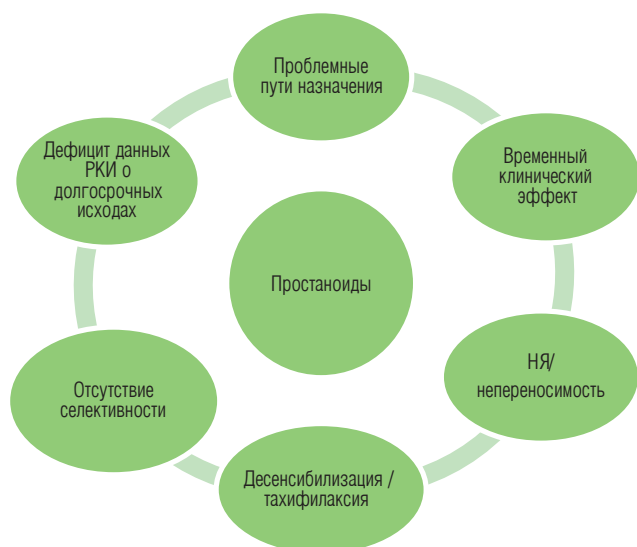 Проблемные
пути назначения
Дефицит данных
РКИ о
долгосрочных
исходах
Временный
клинический
эффект
Простаноиды
НЯ/
непереносимость
Отсутствие
селективности
Десенсибилизация /
тахифилаксия